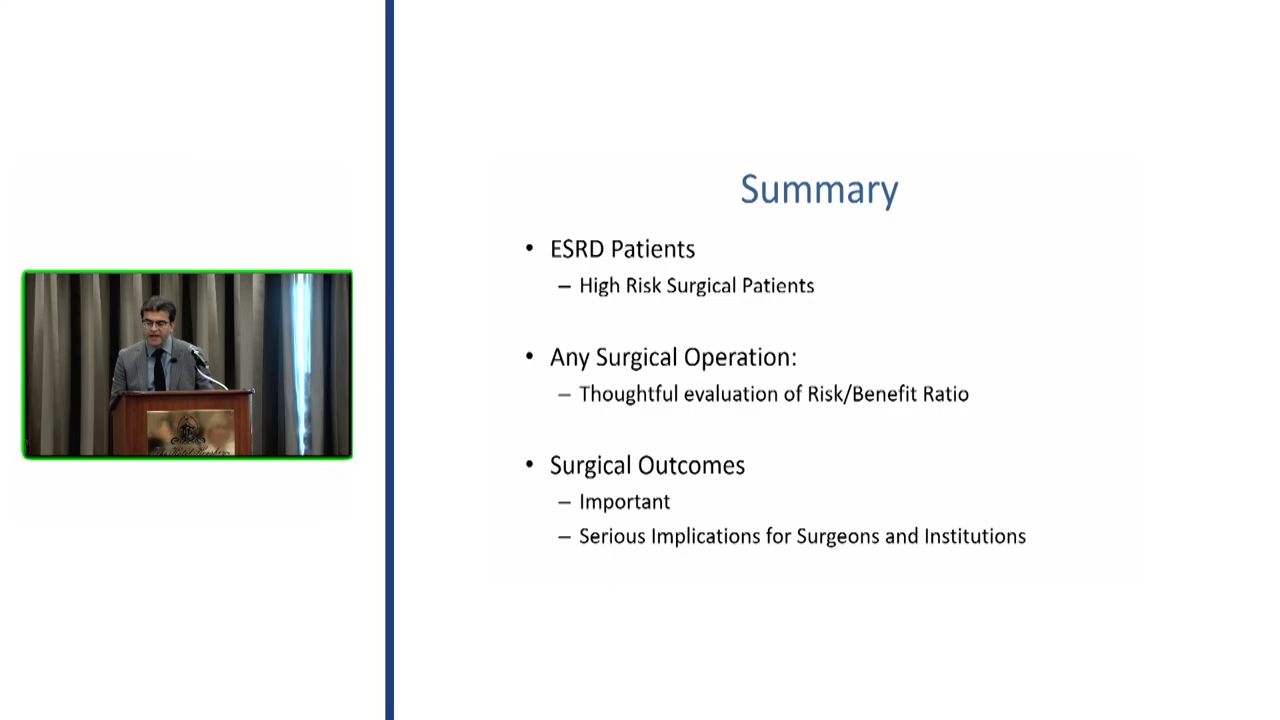 Summary
• ESRD Patients
– High Risk Surgical Patients
• Any Surgical Operation:
– Thoughtful evaluation of Risk/Benefit Ratio
• Surgical Outcomes
– Important
– Serious Implications for Surgeons and Institutions